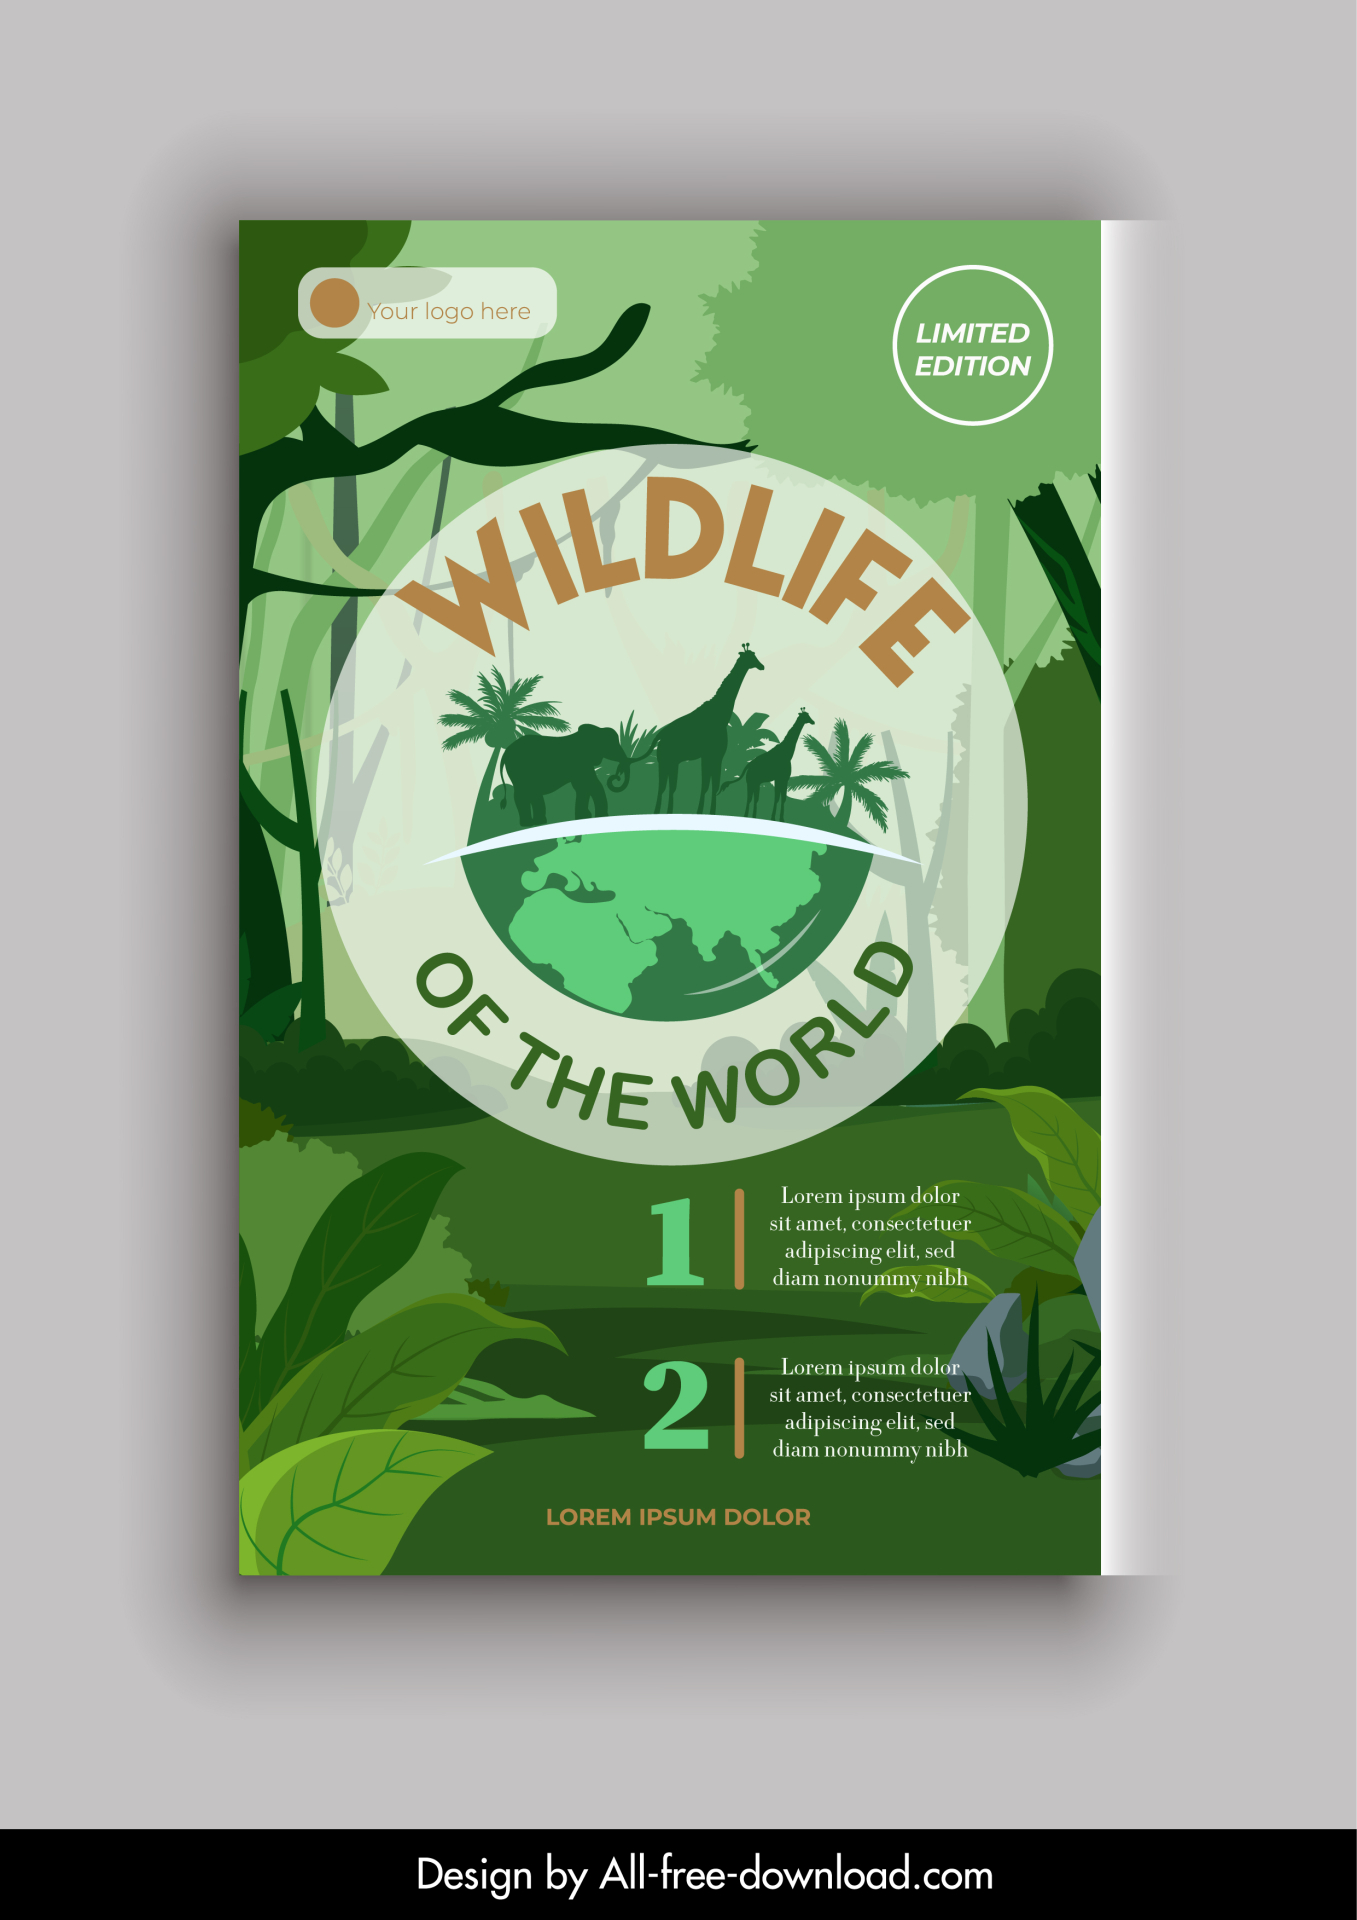 Your logo here
LIMITED
EDITION
WILDLIFE
OF THE WORLD
1
Lorem ipsum dolor
sit amet, consectetuer
adipiscing elit, sed
diam nonummy nibh
2
Lorem ipsum dolor
sit amet, consectetuer
adipiscing elit, sed
diam nonummy nibh
LOREM IPSUM DOLOR
Design by All-free-download.com